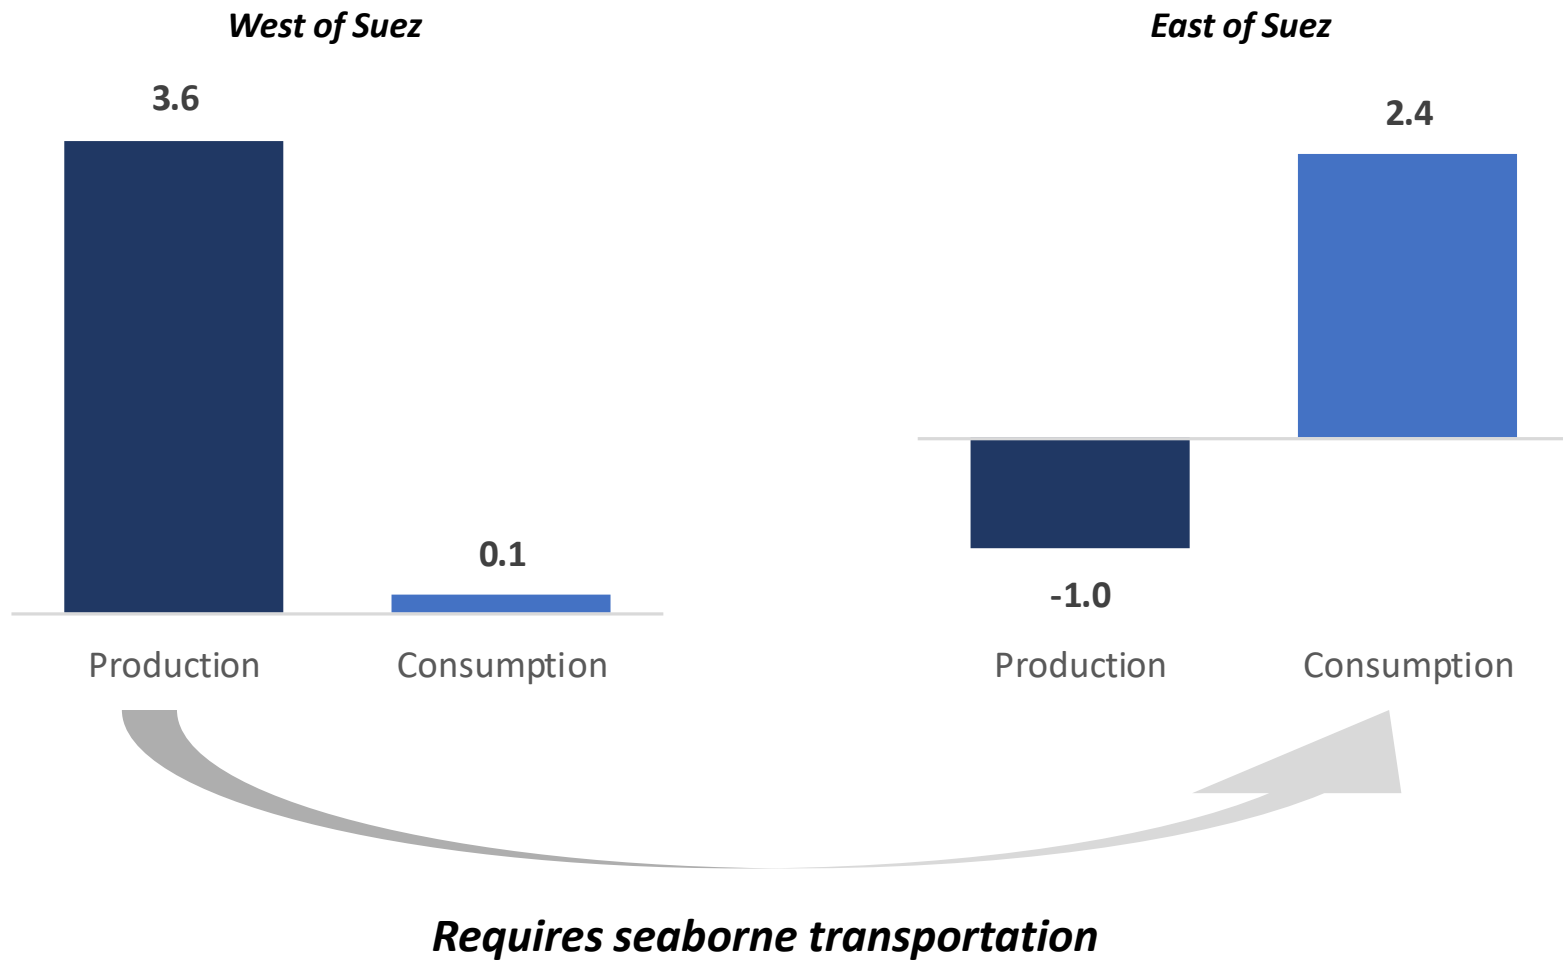 West of Suez
3.6
0.1
Production
Consumption
East of Suez
2.4
-1.0
Production
Consumption
Requires seaborne transportation